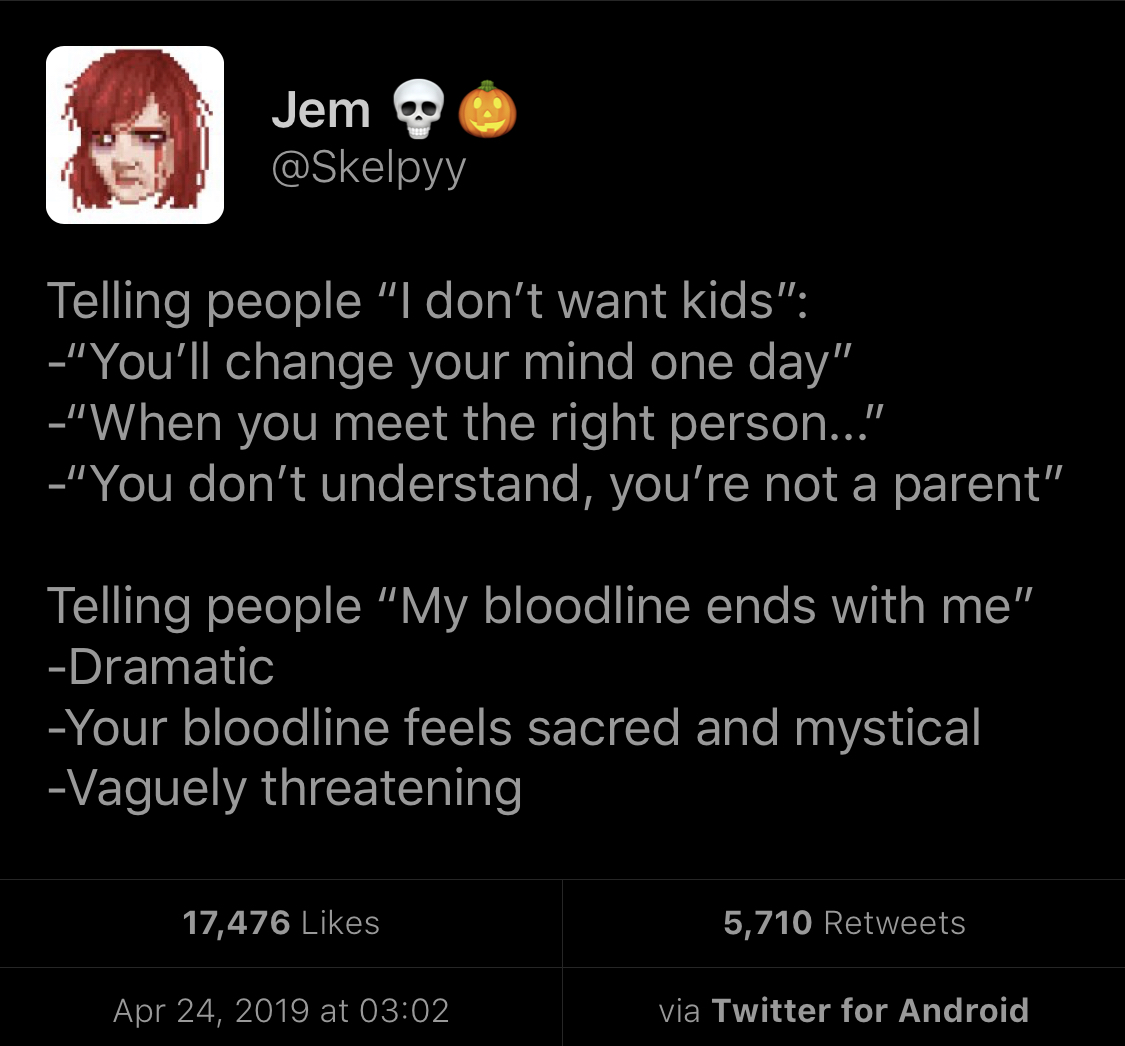 Jem 💀🎃
@Skelpyy
Telling people “I don’t want kids”:
-“You’ll change your mind one day”
-“When you meet the right person...”
-“You don’t understand, you’re not a parent”
Telling people “My bloodline ends with me”
-Dramatic
-Your bloodline feels sacred and mystical
-Vaguely threatening
17,476 Likes
5,710 Retweets
Apr 24, 2019 at 03:02
via Twitter for Android